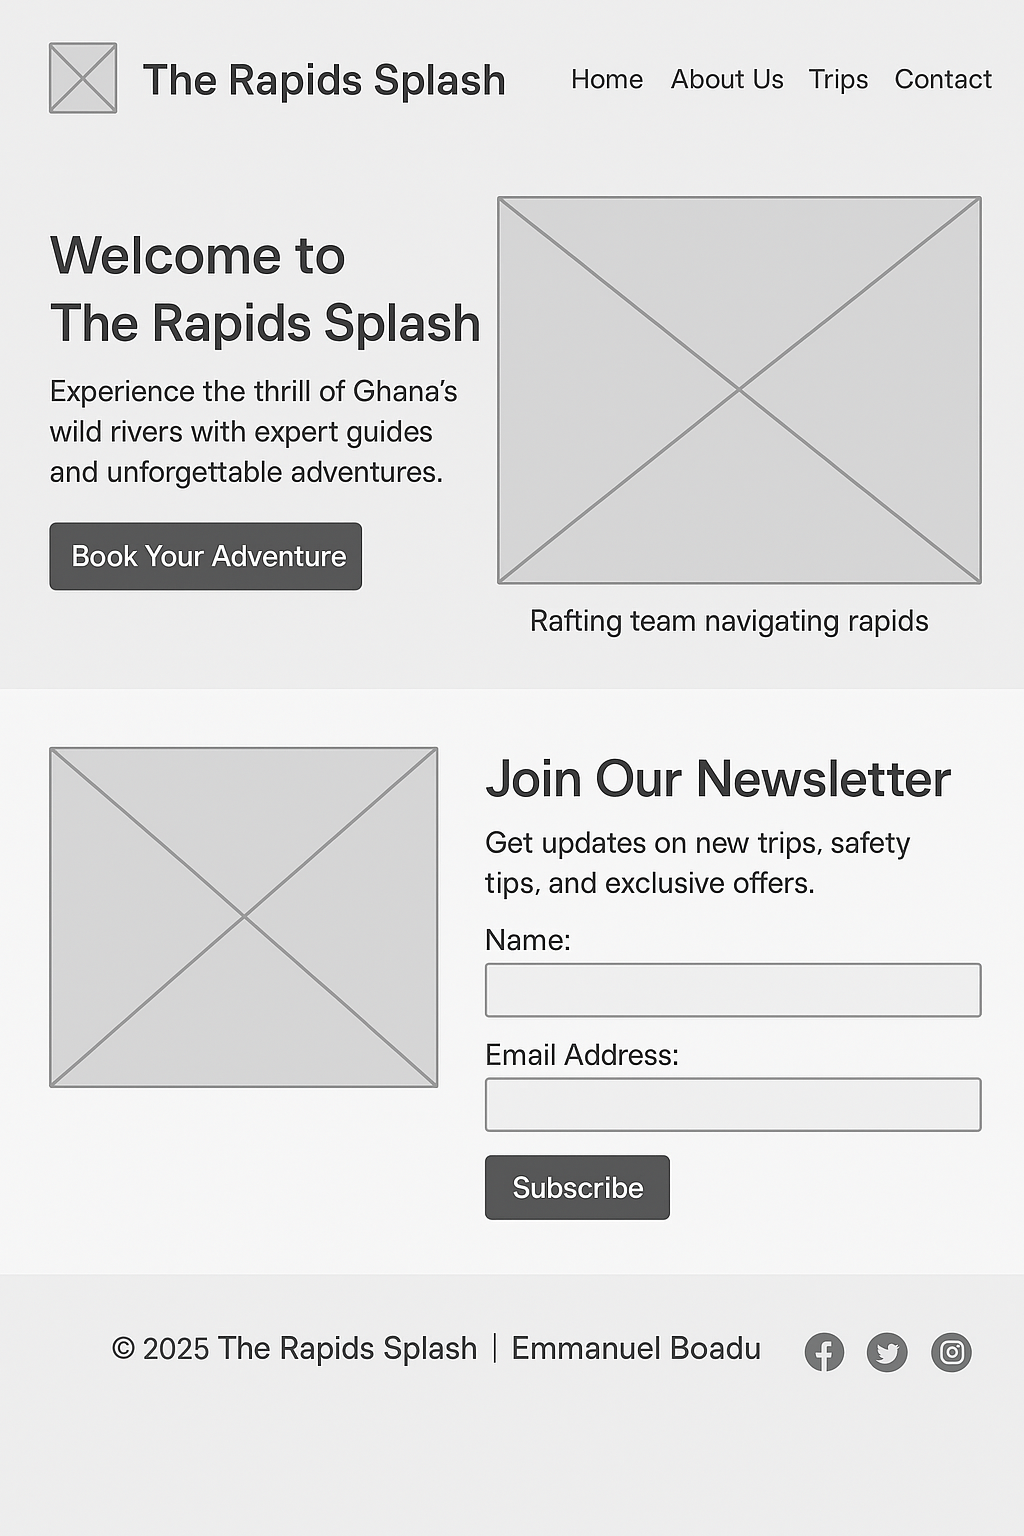 The Rapids Splash
Home About Us Trips Contact
Welcome to
The Rapids Splash
Experience the thrill of Ghana’s
wild rivers with expert guides
and unforgettable adventures.
Book Your Adventure
Rafting team navigating rapids
Join Our Newsletter
Get updates on new trips, safety
tips, and exclusive offers.
Name:
Email Address:
Subscribe
© 2025 The Rapids Splash | Emmanuel Boadu